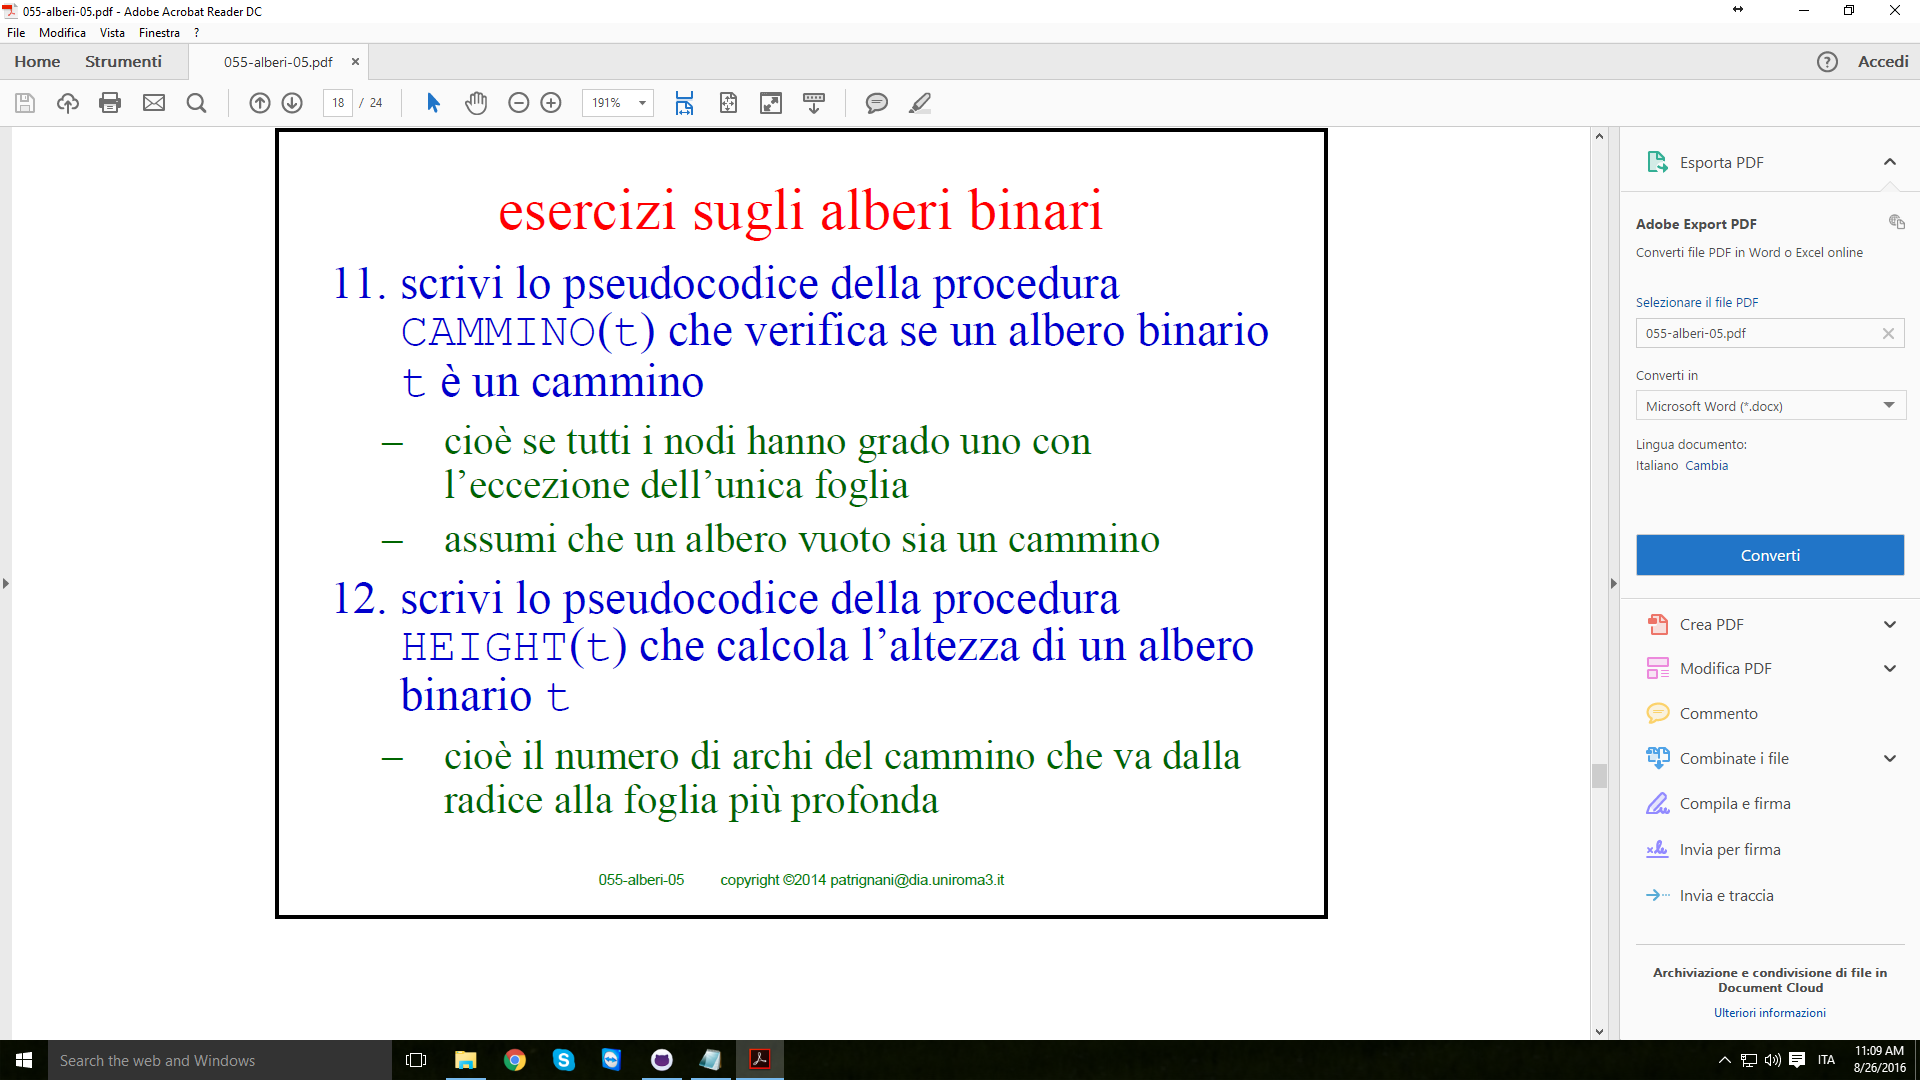 055-alberi-05.pdf - Adobe Acrobat Reader DC
File Modifica Vista Finestra ?
Home Strumenti 055-alberi-05.pdf × ? Accedi
18 / 24 191%
esercizi sugli alberi binari
11. scrivi lo pseudocodice della procedura
CAMMINO(t) che verifica se un albero binario
t è un cammino
– cioè se tutti i nodi hanno grado uno con
l’eccezione dell’unica foglia
– assumi che un albero vuoto sia un cammino
12. scrivi lo pseudocodice della procedura
HEIGHT(t) che calcola l’altezza di un albero
binario t
– cioè il numero di archi del cammino che va dalla
radice alla foglia più profonda
055-alberi-05 copyright ©2014 patrignani@dia.uniroma3.it
Esporta PDF
Adobe Export PDF
Converti file PDF in Word o Excel online
Selezionare il file PDF
055-alberi-05.pdf
Converti in
Microsoft Word (*.docx)
Lingua documento:
Italiano Cambia
Converti
Crea PDF
Modifica PDF
Commento
Combinate i file
Compila e firma
Invia per firma
Invia e traccia
Archiviazione e condivisione di file in
Document Cloud
Ulteriori informazioni
Search the web and Windows
ITA
11:09 AM
8/26/2016